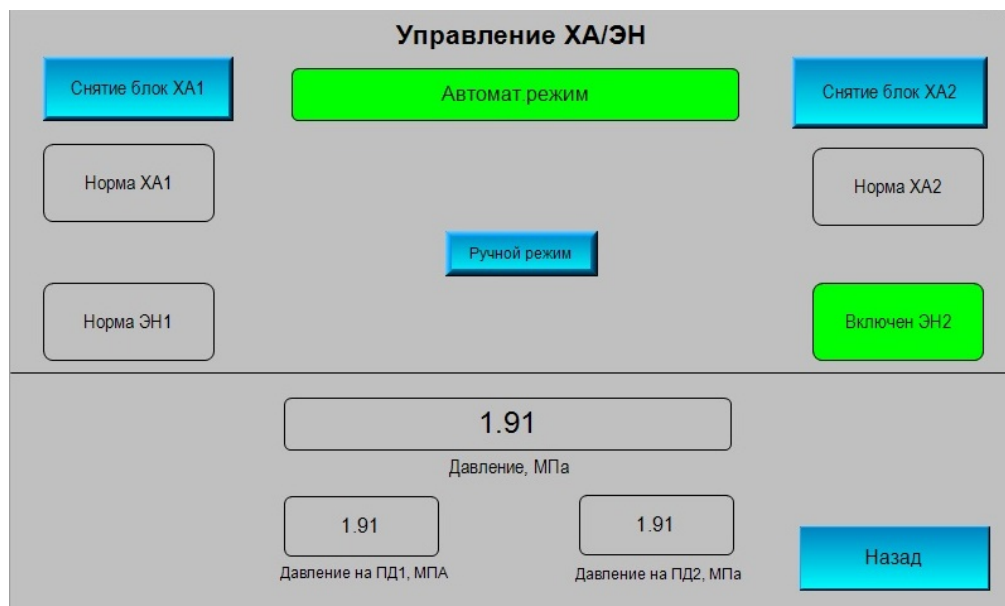 Управление ХА/ЭН
Снятие блок ХА1
Автомат.режим
Снятие блок ХА2
Норма ХА1
Норма ХА2
Ручной режим
Норма ЭН1
Включен ЭН2
1.91
Давление, МПа
1.91
1.91
Давление на ПД1, МПА
Давление на ПД2, МПа
Назад